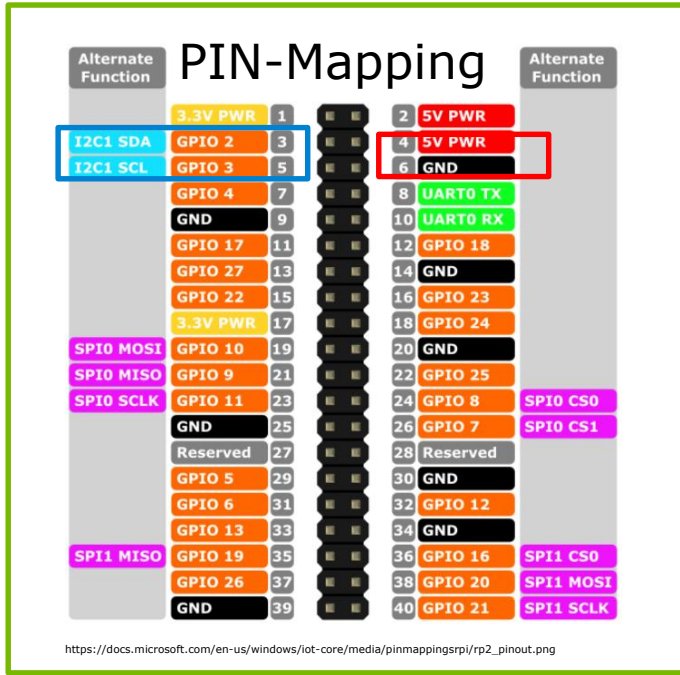 PIN-Mapping
Alternate Function
Alternate Function
3.3V PWR 1 2 5V PWR
I2C1 SDA GPIO 2 3 4 5V PWR
I2C1 SCL GPIO 3 5 6 GND
GPIO 4 7 8 UART0 TX
GND 9 10 UART0 RX
GPIO 17 11 12 GPIO 18
GPIO 27 13 14 GND
GPIO 22 15 16 GPIO 23
3.3V PWR 17 18 GPIO 24
SPI0 MOSI GPIO 10 19 20 GND
SPI0 MISO GPIO 9 21 22 GPIO 25
SPI0 SCLK GPIO 11 23 24 GPIO 8 SPI0 CS0
GND 25 26 GPIO 7 SPI0 CS1
Reserved 27 28 Reserved
GPIO 5 29 30 GND
GPIO 6 31 32 GPIO 12
GPIO 13 33 34 GND
SPI1 MISO GPIO 19 35 36 GPIO 16 SPI1 CS0
GPIO 26 37 38 GPIO 20 SPI1 MOSI
GND 39 40 GPIO 21 SPI1 SCLK
https://docs.microsoft.com/en-us/windows/iot-core/media/pinmappingsrpi/rp2_pinout.png